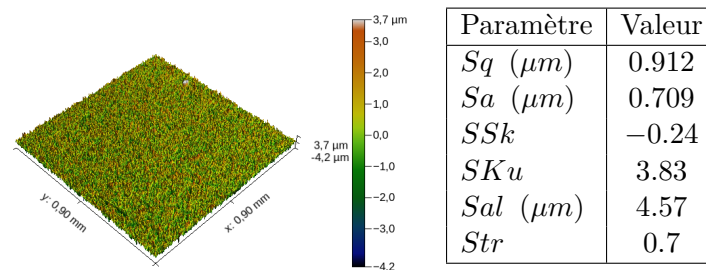 3,7 µm
3,0
2,0
1,0
0,0
-1,0
-2,0
-3,0
-4,2
3,7 µm
-4,2 µm
y: 0.90 mm
x: 0.90 mm
Paramètre Valeur
Sq (μm) 0.912
Sa (μm) 0.709
SSk −0.24
SKu 3.83
Sal (μm) 4.57
Str 0.7